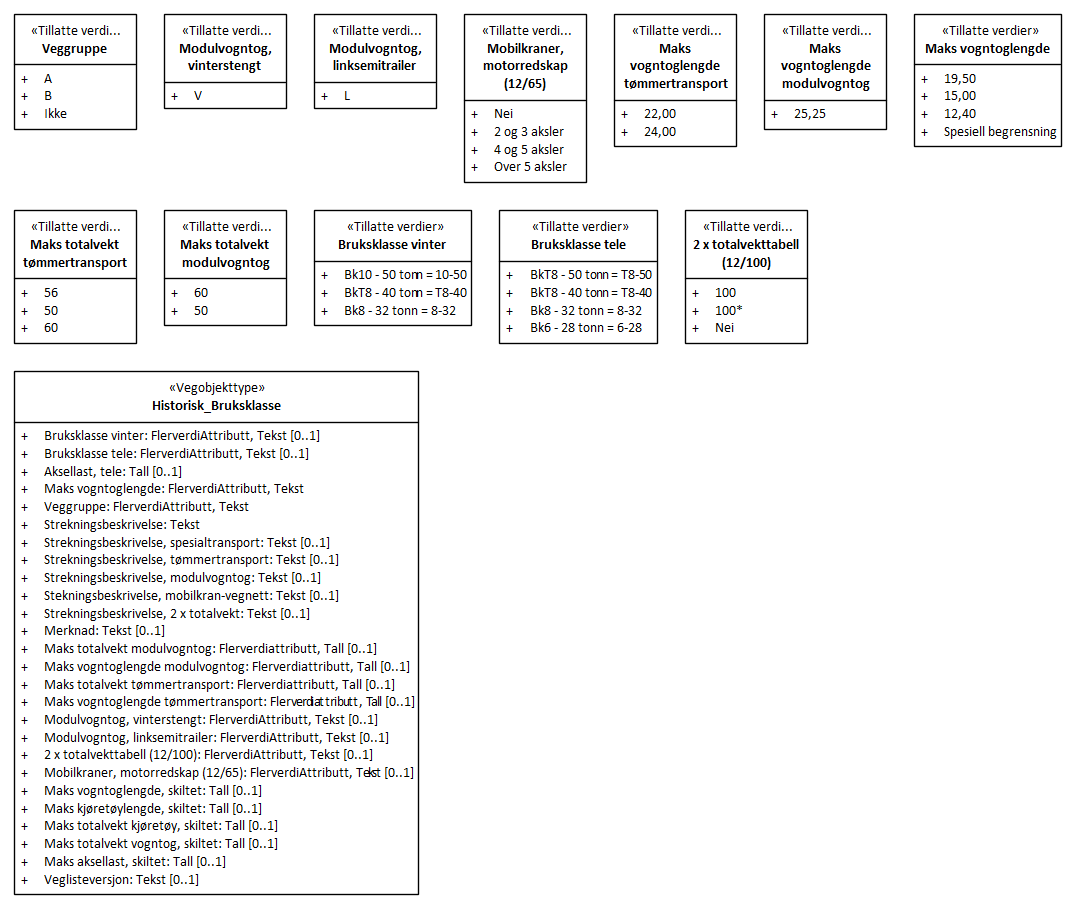 «Tillatte verdi...
Veggruppe
+ A
+ B
+ Ikke
«Tillatte verdi...
Modulvogntog,
vinterstengt
+ V
«Tillatte verdi...
Modulvogntog,
linksemitrailer
+ L
«Tillatte verdi...
Mobilkraner,
motorredskap
(12/65)
+ Nei
+ 2 og 3 aksler
+ 4 og 5 aksler
+ Over 5 aksler
«Tillatte verdi...
Maks
vogntoglengde
tømmertransport
+ 22,00
+ 24,00
«Tillatte verdi...
Maks
vogntoglengde
modulvogntog
+ 25,25
«Tillatte verdier»
Maks vogntoglengde
+ 19,50
+ 15,00
+ 12,40
+ Spesiell begrensning
«Tillatte verdi...
Maks totalvekt
tømmertransport
+ 56
+ 50
+ 60
«Tillatte verdi...
Maks totalvekt
modulvogntog
+ 60
+ 50
«Tillatte verdier»
Bruksklasse vinter
+ Bk10 - 50 tonn = 10-50
+ BkT8 - 40 tonn = T8-40
+ Bk8 - 32 tonn = 8-32
«Tillatte verdier»
Bruksklasse tele
+ BkT8 - 50 tonn = T8-50
+ BkT8 - 40 tonn = T8-40
+ Bk8 - 32 tonn = 8-32
+ Bk6 - 28 tonn = 6-28
«Tillatte verdi...
2 x totalvekttabell
(12/100)
+ 100
+ 100*
+ Nei
«Vegobjekttype»
Historisk_Bruksklasse
+ Bruksklasse vinter: FlerverdiAttributt, Tekst [0..1]
+ Bruksklasse tele: FlerverdiAttributt, Tekst [0..1]
+ Aksellast, tele: Tall [0..1]
+ Maks vogntoglengde: FlerverdiAttributt, Tekst
+ Veggruppe: FlerverdiAttributt, Tekst
+ Strekningsbeskrivelse: Tekst
+ Strekningsbeskrivelse, spesialtransport: Tekst [0..1]
+ Strekningsbeskrivelse, tømmertransport: Tekst [0..1]
+ Strekningsbeskrivelse, modulvogntog: Tekst [0..1]
+ Stekningsbeskrivelse, mobilkran-vegnett: Tekst [0..1]
+ Strekningsbeskrivelse, 2 x totalvekt: Tekst [0..1]
+ Merknad: Tekst [0..1]
+ Maks totalvekt modulvogntog: Flerverdiattributt, Tall [0..1]
+ Maks vogntoglengde modulvogntog: Flerverdiattributt, Tall [0..1]
+ Maks totalvekt tømmertransport: Flerverdiattributt, Tall [0..1]
+ Maks vogntoglengde tømmertransport: Flerverdiattributt, Tall [0..1]
+ Modulvogntog, vinterstengt: FlerverdiAttributt, Tekst [0..1]
+ Modulvogntog, linksemitrailer: FlerverdiAttributt, Tekst [0..1]
+ 2 x totalvekttabell (12/100): FlerverdiAttributt, Tekst [0..1]
+ Mobilkraner, motorredskap (12/65): FlerverdiAttributt, Tekst [0..1]
+ Maks vogntoglengde, skiltet: Tall [0..1]
+ Maks kjøretøylengde, skiltet: Tall [0..1]
+ Maks totalvekt kjøretøy, skiltet: Tall [0..1]
+ Maks totalvekt vogntog, skiltet: Tall [0..1]
+ Maks aksellast, skiltet: Tall [0..1]
+ Veglisteversjon: Tekst [0..1]